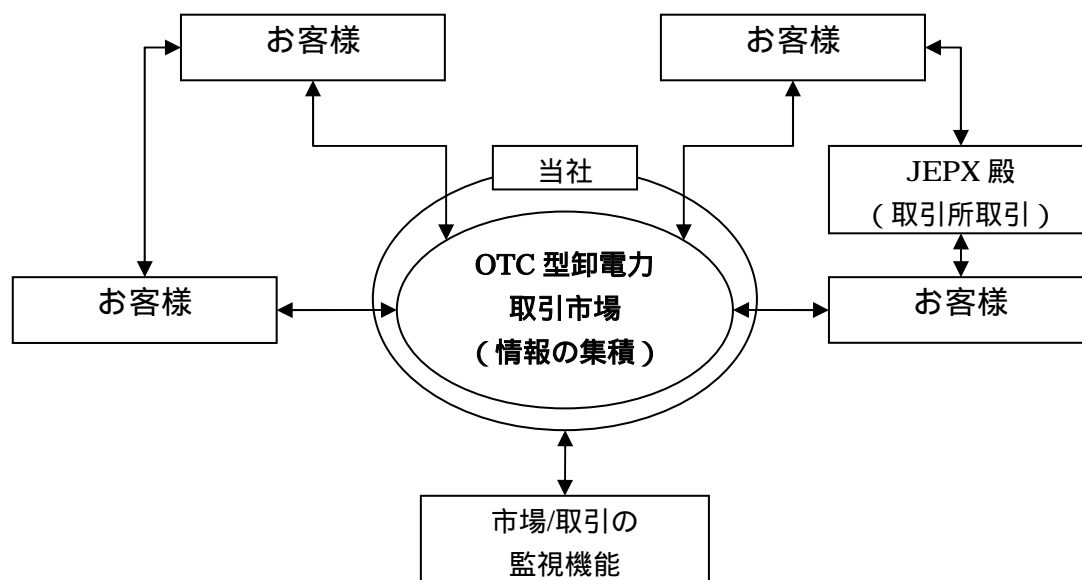 お客様
お客様
当社
JEPX 殿
（取引所取引）
OTC 型卸電力
取引市場
（情報の集積）
お客様
お客様
市場/取引の
監視機能